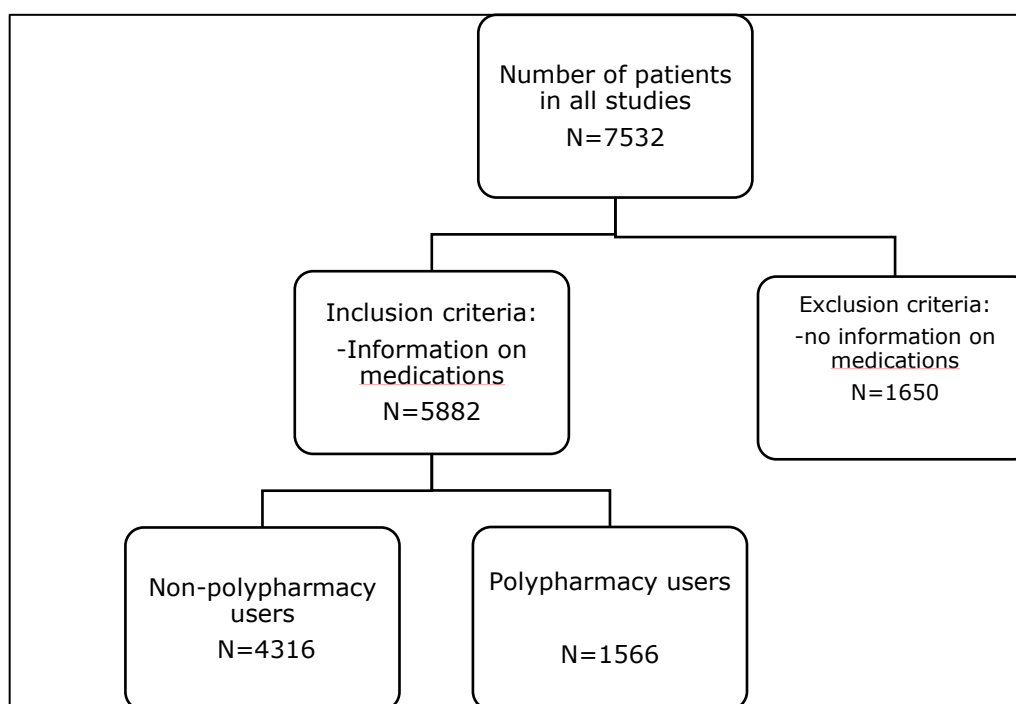 Number of patients
in all studies
N=7532
Inclusion criteria:
-Information on
medications
N=5882
Exclusion criteria:
-no information on
medications
N=1650
Non-polypharmacy
users
N=4316
Polypharmacy users
N=1566